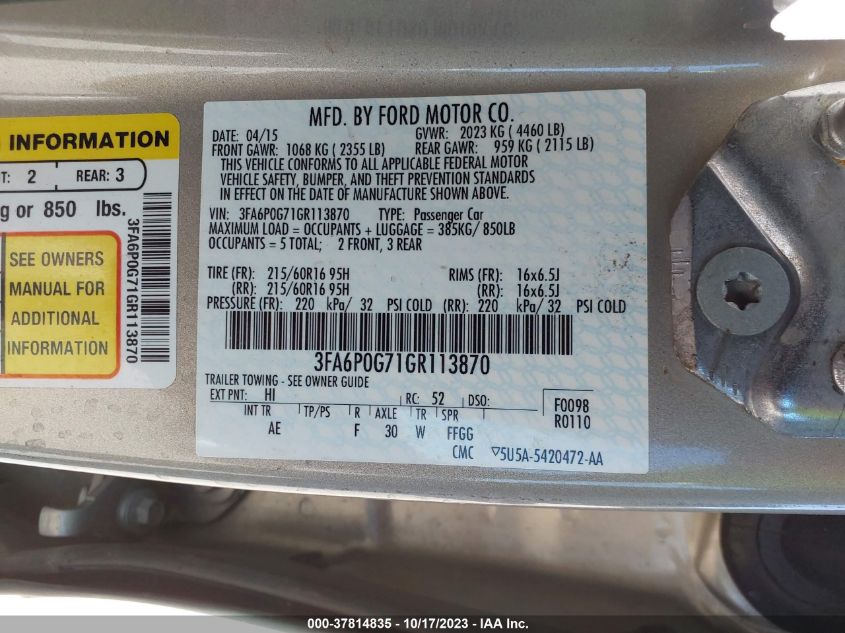 INFORMATION
T: 2 REAR: 3
g or 850 lbs.
SEE OWNERS
MANUAL FOR
ADDITIONAL
INFORMATION
3FA6P0G71GR113870
MFD. BY FORD MOTOR CO.
DATE: 04/15 GVWR: 2023 KG ( 4460 LB)
FRONT GAWR: 1068 KG ( 2355 LB) REAR GAWR: 959 KG ( 2115 LB)
THIS VEHICLE CONFORMS TO ALL APPLICABLE FEDERAL MOTOR
VEHICLE SAFETY, BUMPER, AND THEFT PREVENTION STANDARDS
IN EFFECT ON THE DATE OF MANUFACTURE SHOWN ABOVE.
VIN: 3FA6P0G71GR113870 TYPE: Passenger Car
MAXIMUM LOAD = OCCUPANTS + LUGGAGE = 385KG/ 850LB
OCCUPANTS = 5 TOTAL; 2 FRONT, 3 REAR
TIRE (FR): 215/60R16 95H RIMS (FR): 16x6.5J
(RR): 215/60R16 95H (RR): 16x6.5J
PRESSURE (FR): 220 kPa/ 32 PSI COLD (RR): 220 kPa/ 32 PSI COLD
3FA6P0G71GR113870
TRAILER TOWING - SEE OWNER GUIDE
EXT PNT: HI RC: 52 DSO:
INT TR TP/PS R AXLE TR SPR
AE F 30 W FFGG
F0098
R0110
CMC ▽5U5A-5420472-AA
000-37814835 - 10/17/2023 - IAA Inc.